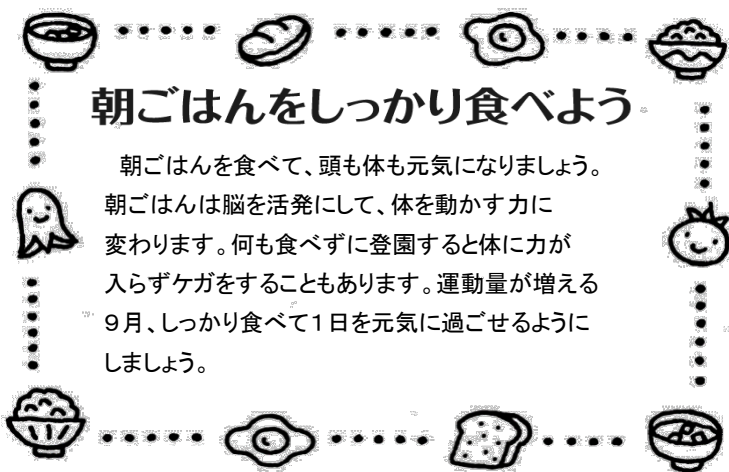 朝ごはんをしっかり食べよう
　朝ごはんを食べて、頭も体も元気になりましょう。
朝ごはんは脳を活発にして、体を動かす力に
変わります。何も食べずに登園すると体に力が
入らずケガをすることもあります。運動量が増える
９月、しっかり食べて１日を元気に過ごせるように
しましょう。